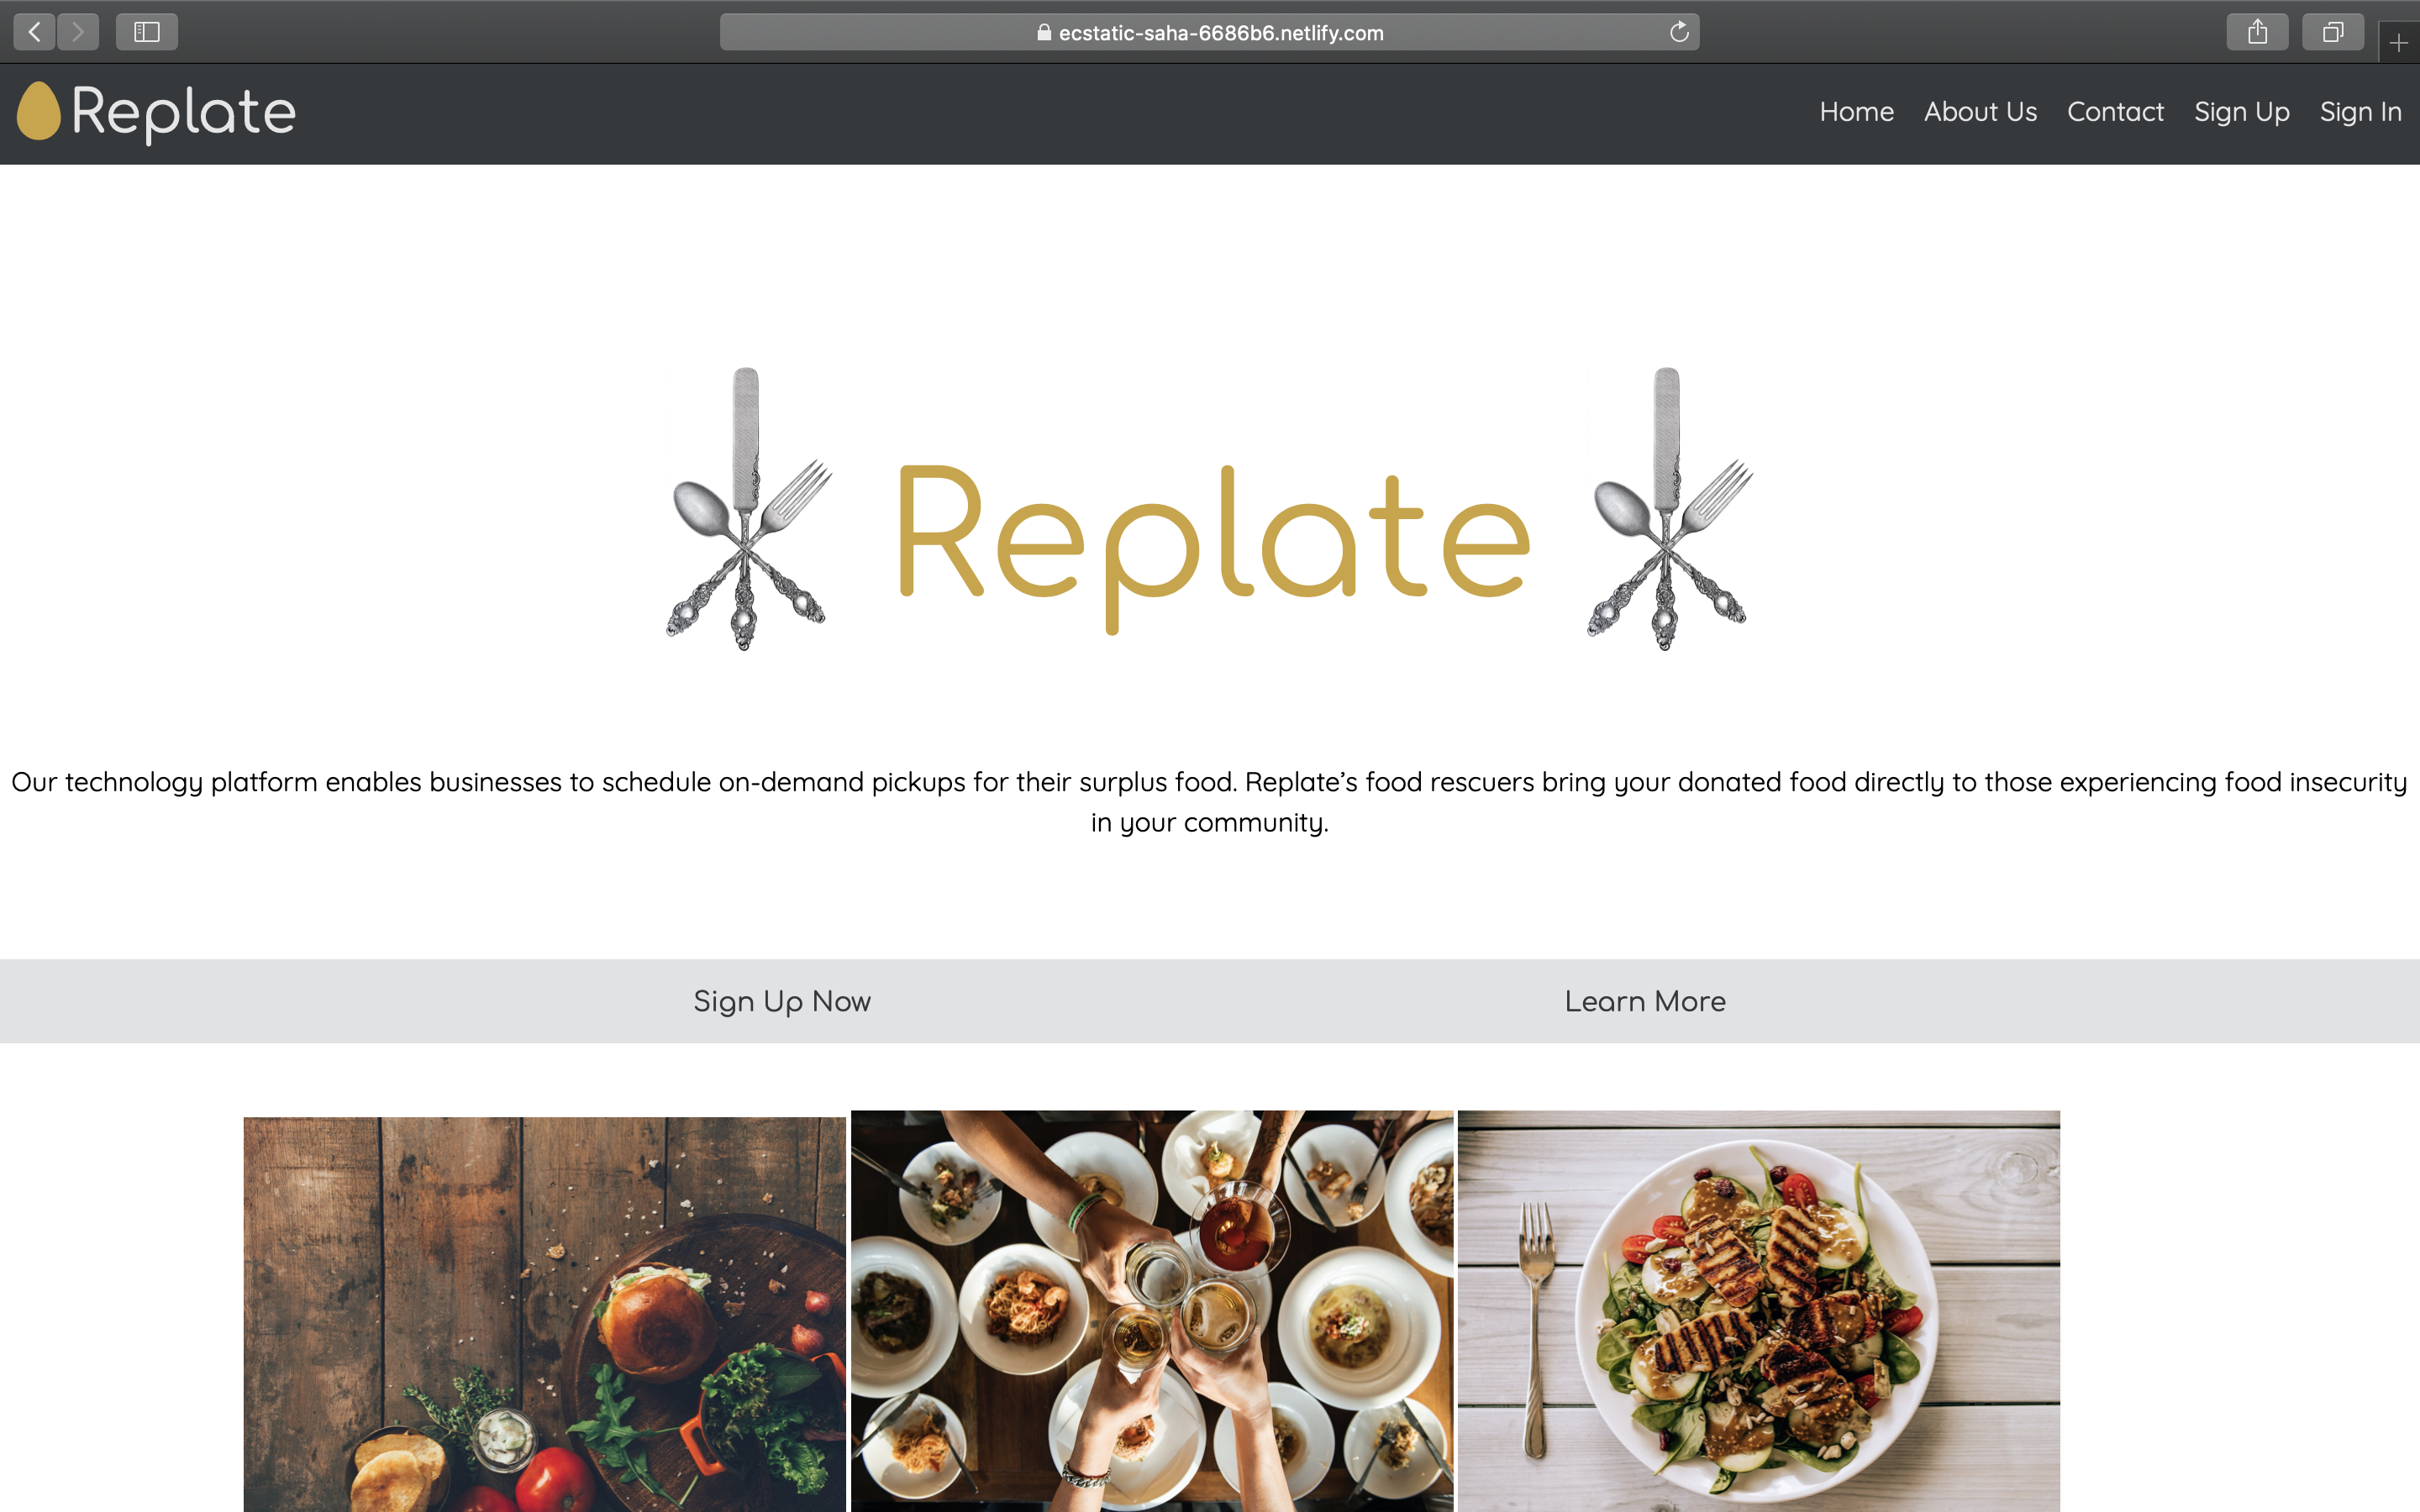 ecstatic-saha-6686b6.netlify.com
Replate
Home About Us Contact Sign Up Sign In
Replate
Our technology platform enables businesses to schedule on-demand pickups for their surplus food. Replate’s food rescuers bring your donated food directly to those experiencing food insecurity
in your community.
Sign Up Now Learn More